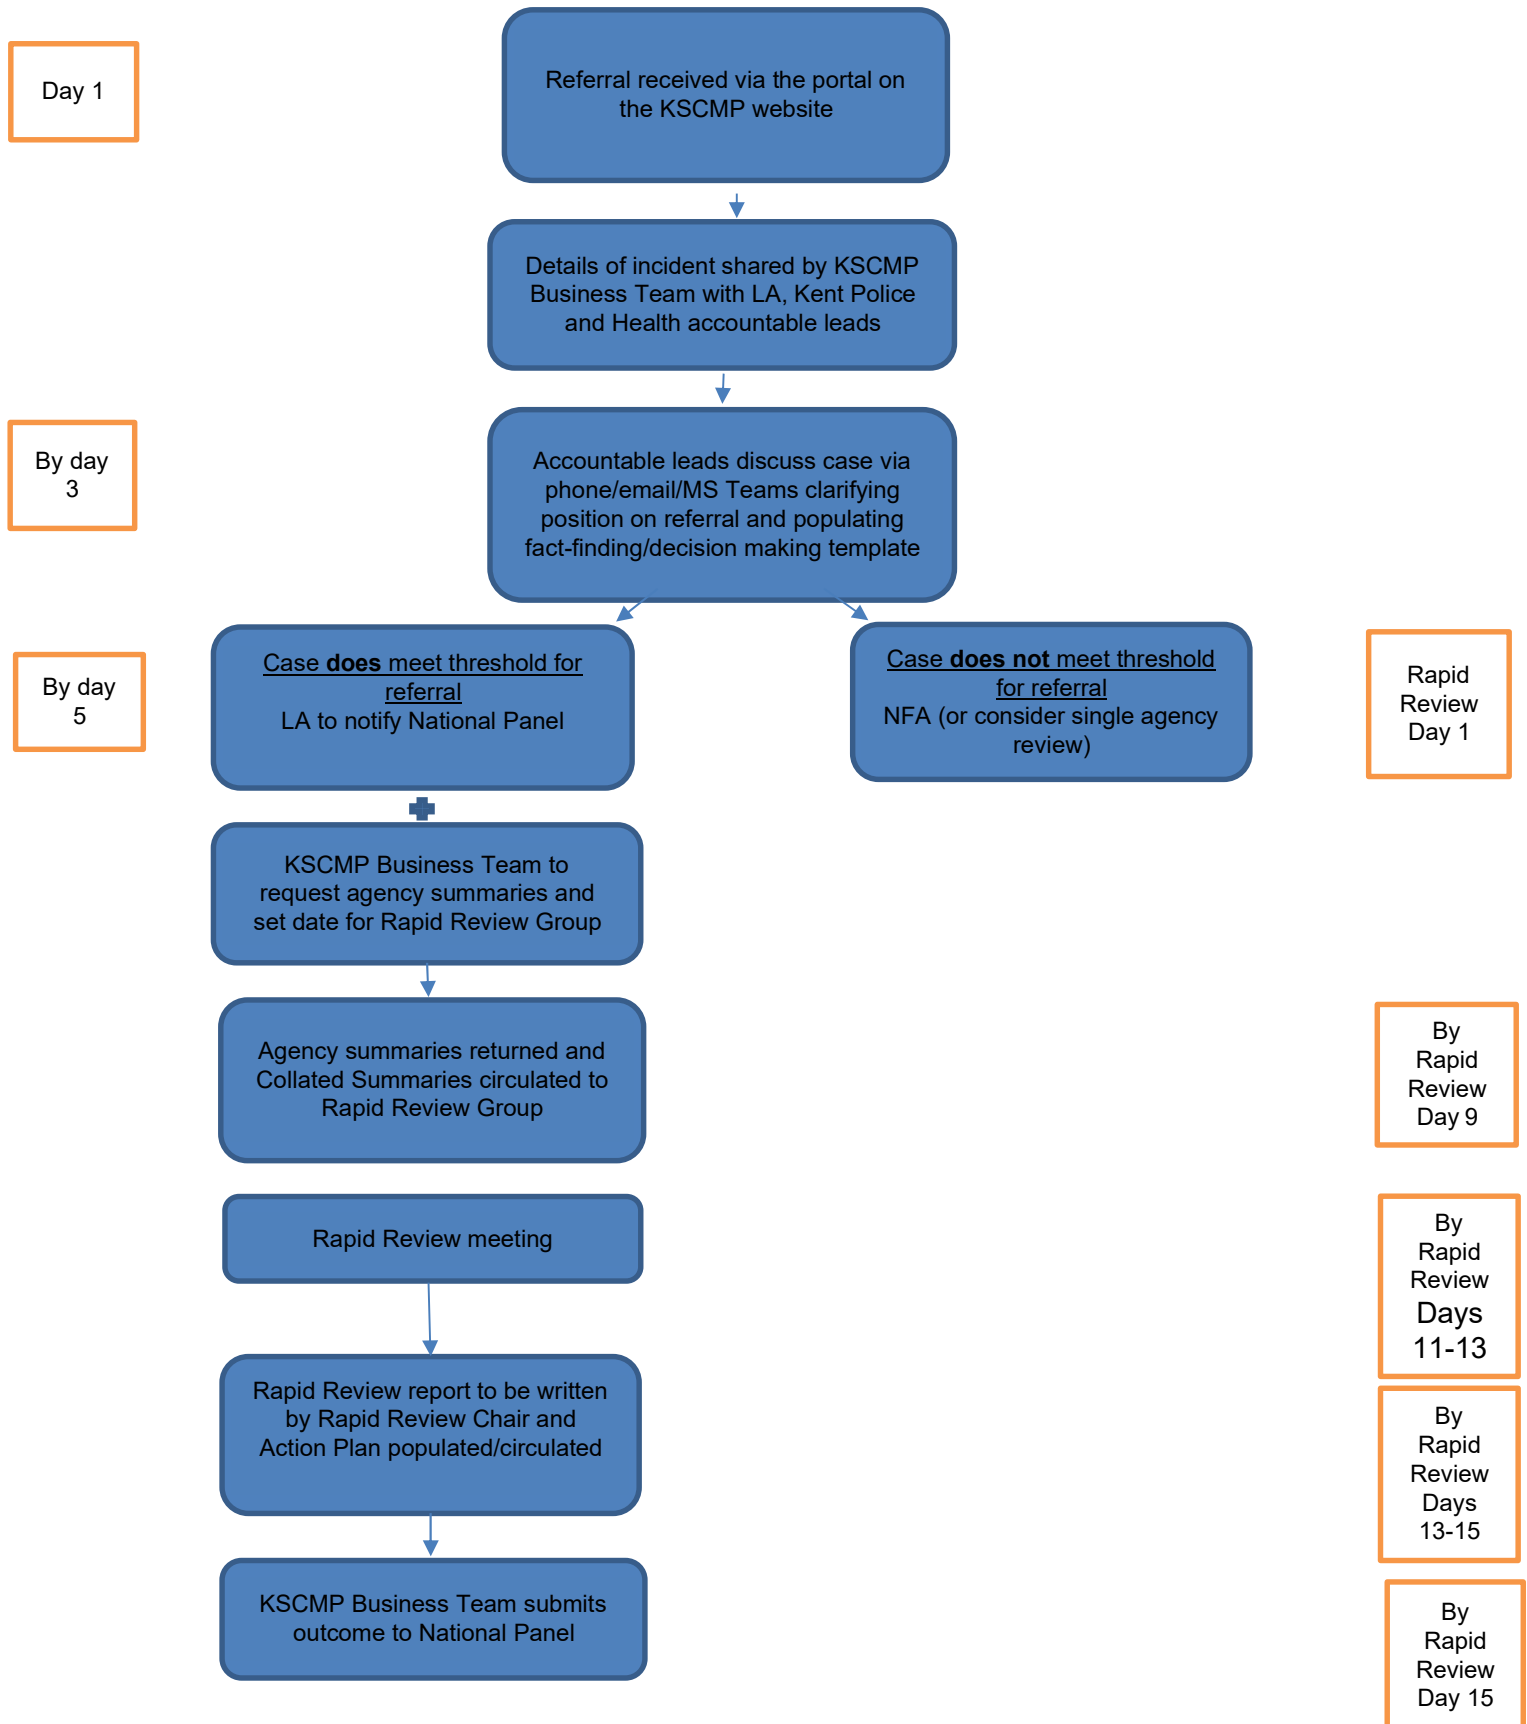 Day 1
Referral received via the portal on
the KSCMP website
Details of incident shared by KSCMP
Business Team with LA, Kent Police
and Health accountable leads
By day
3
Accountable leads discuss case via
phone/email/MS Teams clarifying
position on referral and populating
fact-finding/decision making template
By day
5
Case does meet threshold for
referral
LA to notify National Panel
Case does not meet threshold
for referral
NFA (or consider single agency
review)
Rapid
Review
Day 1
KSCMP Business Team to
request agency summaries and
set date for Rapid Review Group
Agency summaries returned and
Collated Summaries circulated to
Rapid Review Group
By
Rapid
Review
Day 9
Rapid Review meeting
By
Rapid
Review
Days
11-13
Rapid Review report to be written
by Rapid Review Chair and
Action Plan populated/circulated
By
Rapid
Review
Days
13-15
KSCMP Business Team submits
outcome to National Panel
By
Rapid
Review
Day 15